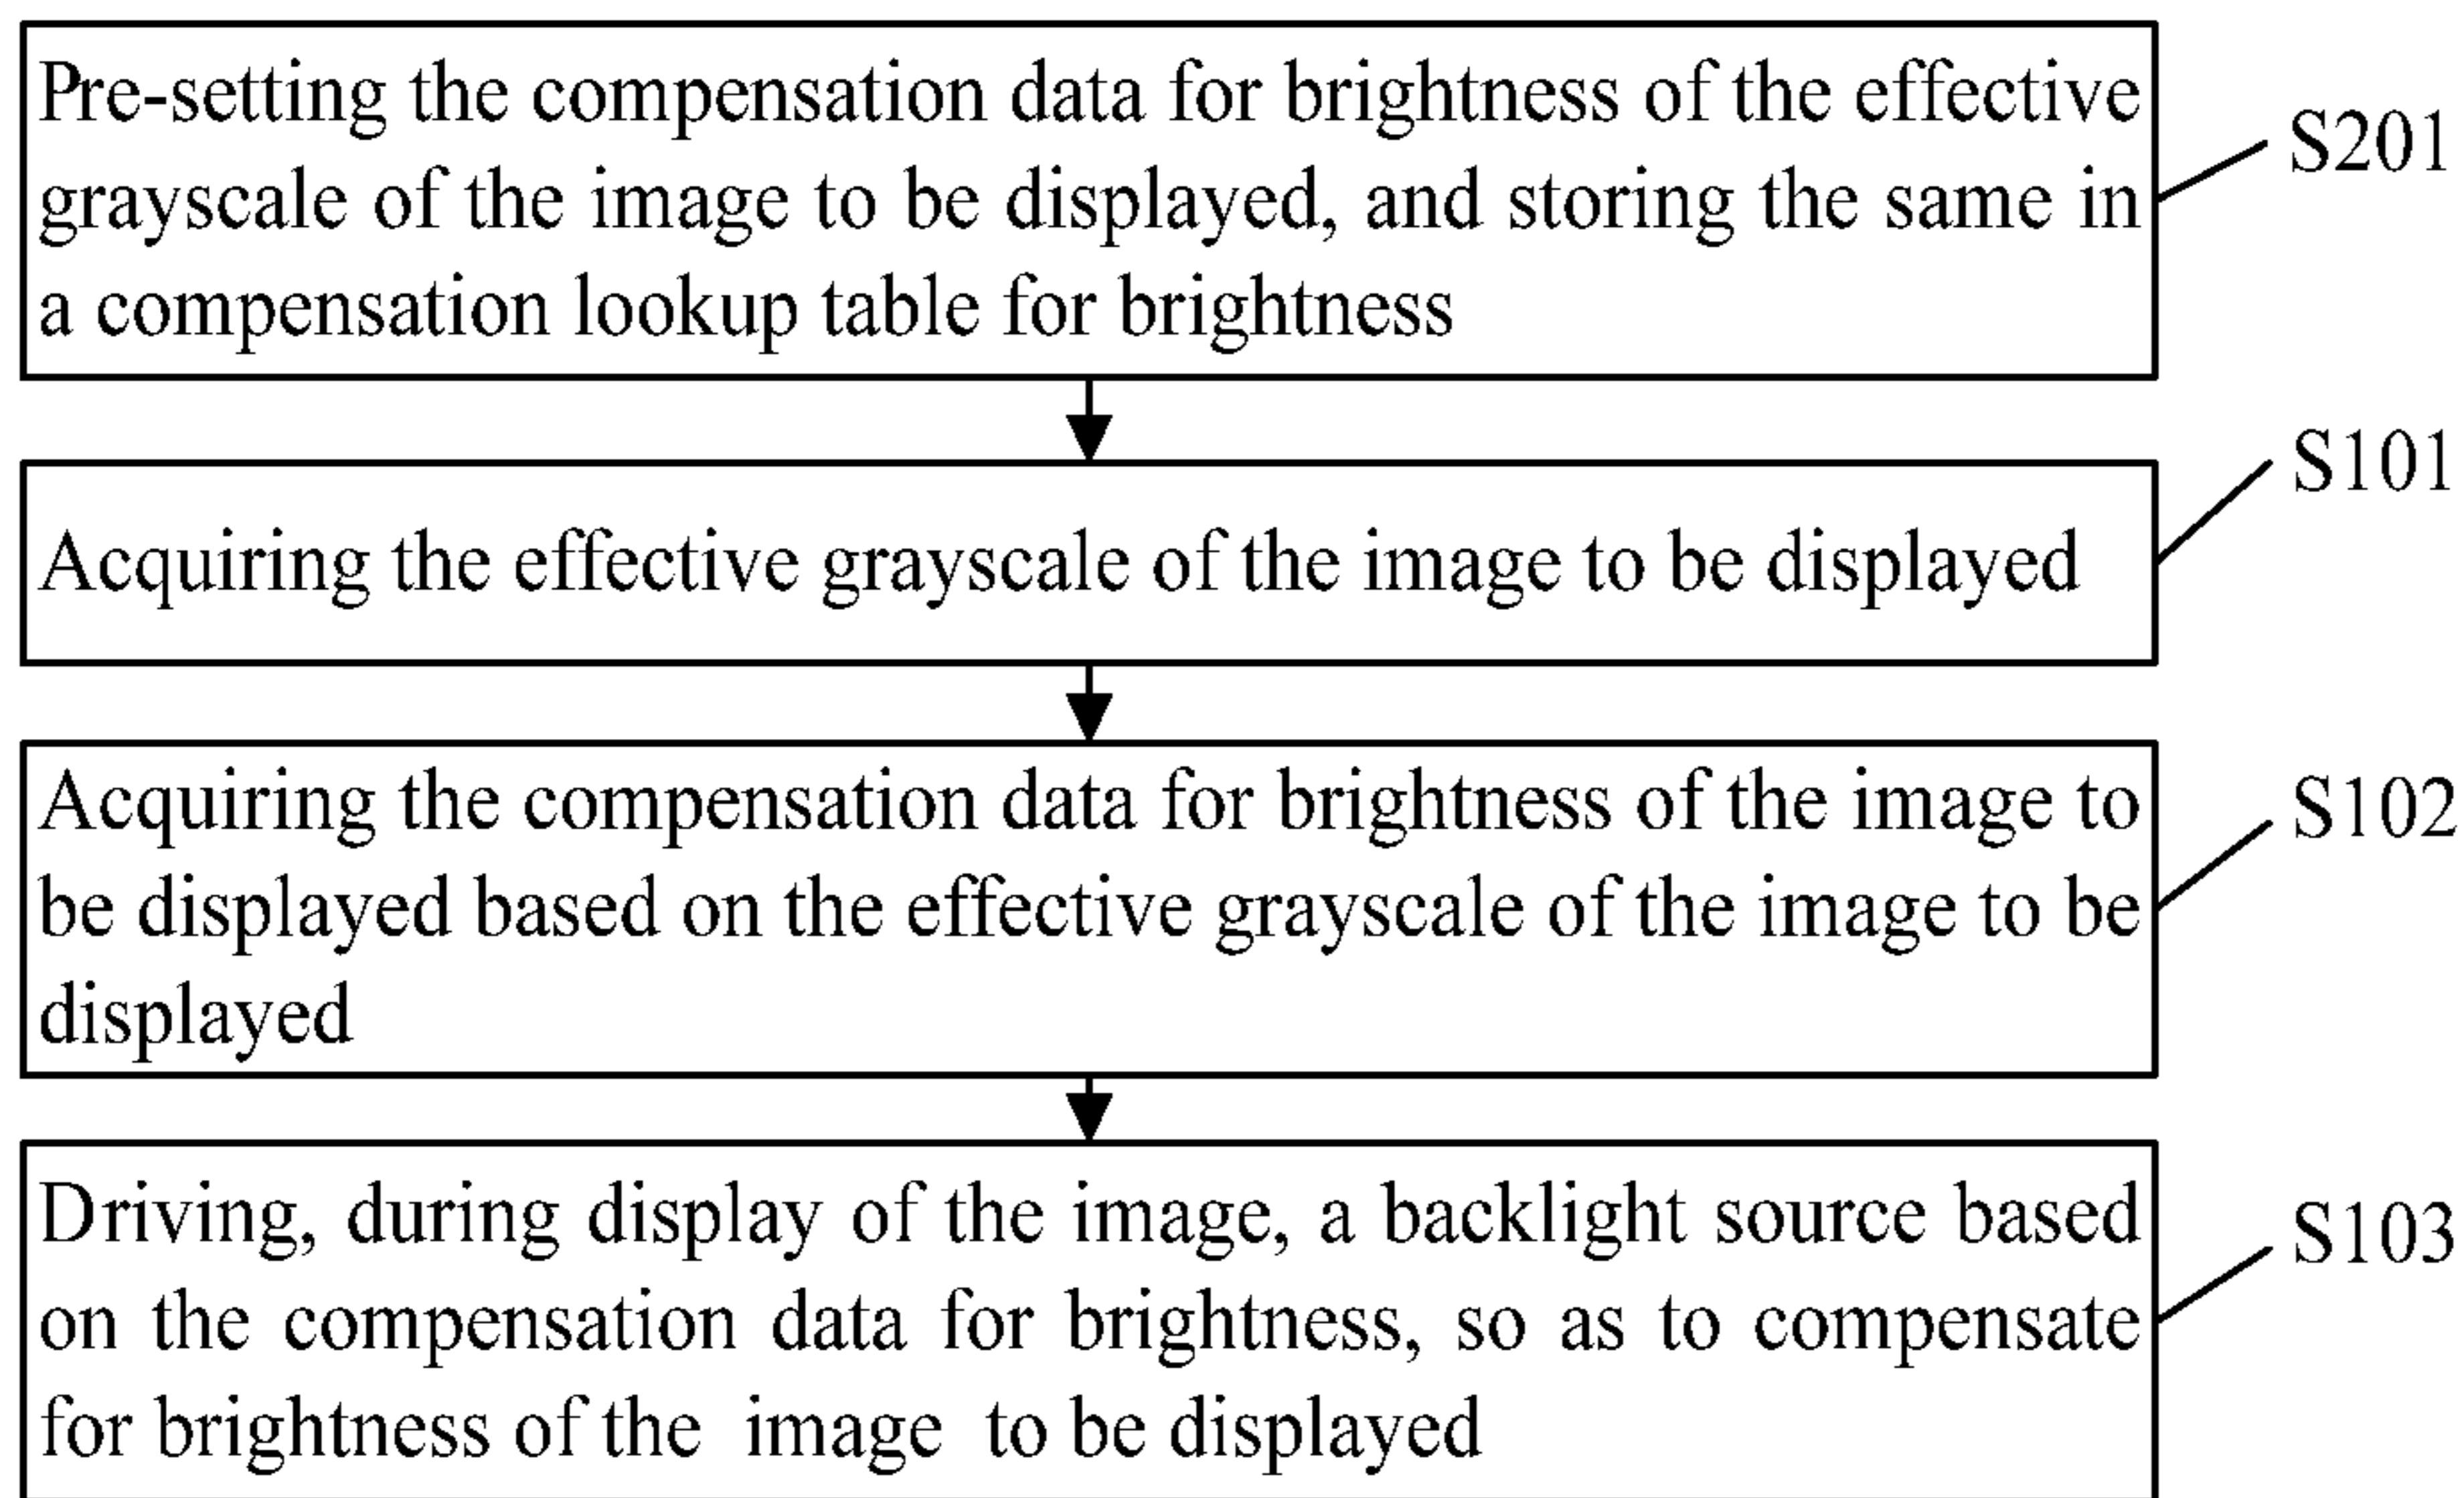 Pre-setting the compensation data for brightness of the effective
grayscale of the image to be displayed, and storing the same in
a compensation lookup table for brightness
S201
Acquiring the effective grayscale of the image to be displayed
S101
Acquiring the compensation data for brightness of the image to
be displayed based on the effective grayscale of the image to be
displayed
S102
Driving, during display of the image, a backlight source based
on the compensation data for brightness, so as to compensate
for brightness of the image to be displayed
S103